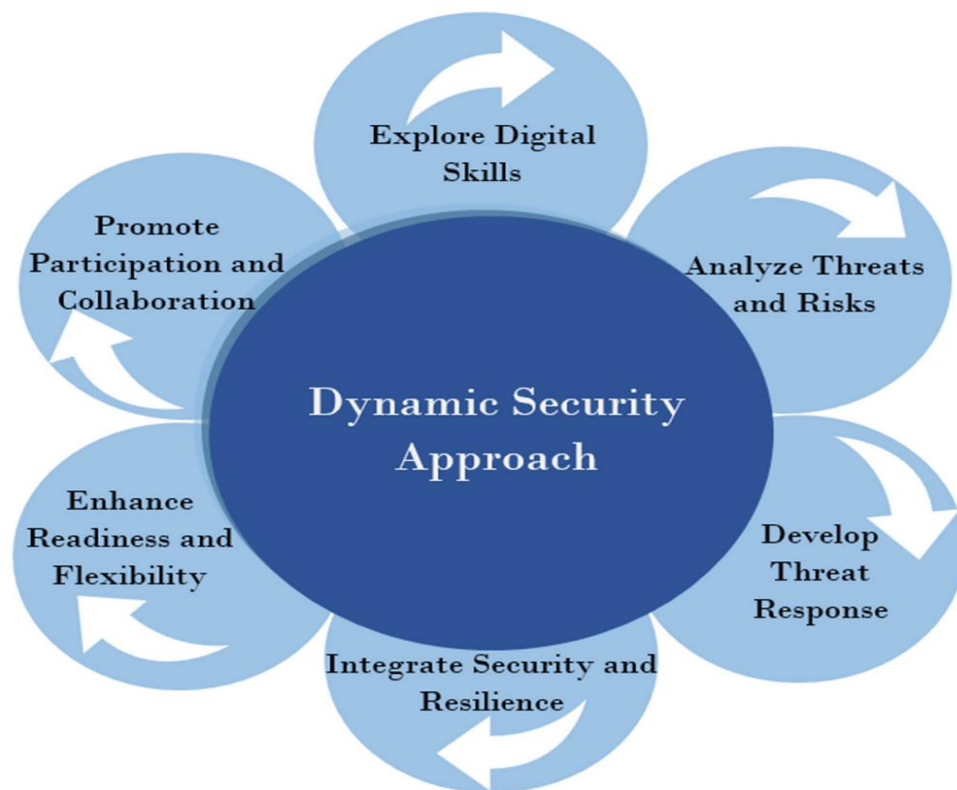 Explore Digital
Skills
Analyze Threats
and Risks
Develop
Threat
Response
Integrate Security and
Resilience
Enhance
Readiness and
Flexibility
Promote
Participation and
Collaboration
Dynamic Security
Approach